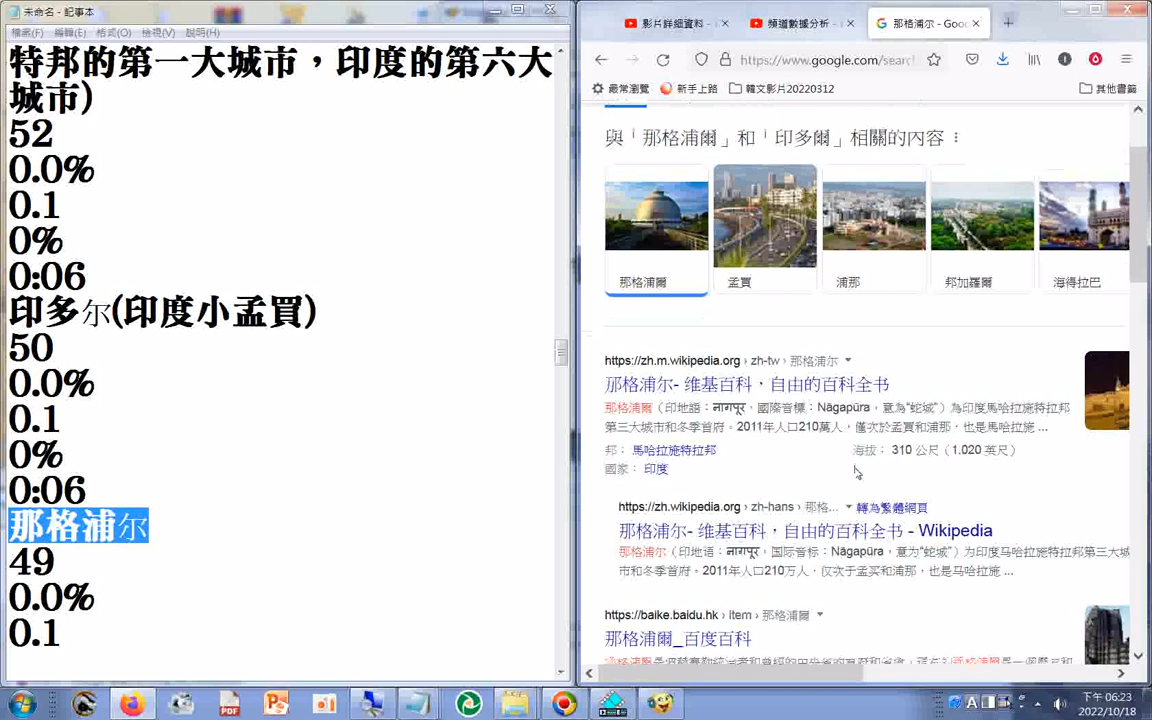 未命名 - 記事本
檔案(F) 編輯(E) 格式(O) 檢視(V) 說明(H)
特邦的第一大城市，印度的第六大
城市)
52
0.0%
0.1
0%
0:06
印多尔(印度小孟買)
50
0.0%
0.1
0%
0:06
那格浦尔
49
0.0%
0.1
影片詳細資料 -
頻道數據分析 -
那格浦尔 - Goo
https://www.google.com/searc
最常瀏覽
新手上路
韓文影片20220312
其他書籤
與「那格浦爾」和「印多爾」相關的內容：
那格浦爾
孟買
浦那
邦加羅爾
海得拉巴
https://zh.m.wikipedia.org › zh-tw › 那格浦尔
那格浦尔- 维基百科，自由的百科全书
那格浦爾（印地語：नागपूर，國際音標：Nāgapūra，意為“蛇城”）為印度馬哈拉施特拉邦
第三大城市和冬季首府。2011年人口210萬人，僅次於孟買和浦那，也是馬哈拉施 ...
邦： 馬哈拉施特拉邦
海拔： 310 公尺（1.020 英尺）
國家： 印度
https://zh.wikipedia.org › zh-hans › 那格... 轉為繁體網頁
那格浦尔- 维基百科，自由的百科全书 - Wikipedia
那格浦尔（印地语：नागपूर，国际音标：Nāgapūra，意为“蛇城”）为印度马哈拉施特拉邦第三大城
市和冬季首府。2011年人口210万人，仅次于孟买和浦那，也是马哈拉施 ...
https://baike.baidu.hk › item › 那格浦爾
那格浦爾_百度百科
下午 06:23
2022/10/18